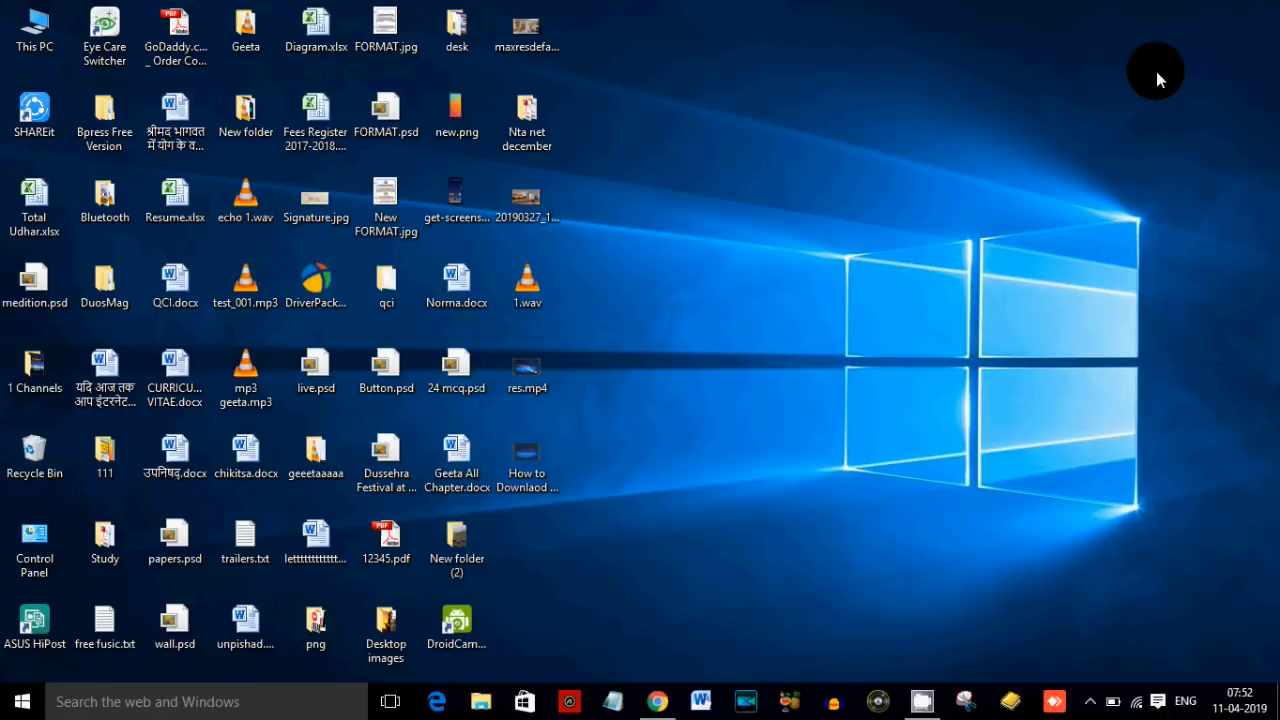 This PC
Eye Care
Switcher
GoDaddy.c...
_ Order Co...
Geeta
Diagram.xlsx
FORMAT.jpg
desk
maxresdefa...
SHAREit
Bpress Free
Version
श्रीमद भागवत
में योग के व...
New folder
Fees Register
2017-2018....
FORMAT.psd
new.png
Nta net
december
Total
Udhar.xlsx
Bluetooth
Resume.xlsx
echo 1.wav
Signature.jpg
New
FORMAT.jpg
get-screens...
20190327_1...
medition.psd
DuosMag
QCI.docx
test_001.mp3
DriverPack...
qci
Norma.docx
1.wav
1 Channels
यदि आज तक
आप इंटरनेट...
CURRICU...
VITAE.docx
mp3
geeta.mp3
live.psd
Button.psd
24 mcq.psd
res.mp4
Recycle Bin
111
उपनिषद्.docx
chikitsa.docx
geeetaaaaa
Dussehra
Festival at ...
Geeta All
Chapter.docx
How to
Downlaod ...
Control
Panel
Study
papers.psd
trailers.txt
letttttttttttt...
12345.pdf
New folder
(2)
ASUS HiPost
free fusic.txt
wall.psd
unpishad....
png
Desktop
images
DroidCam...
Search the web and Windows
ENG
07:52
11-04-2019